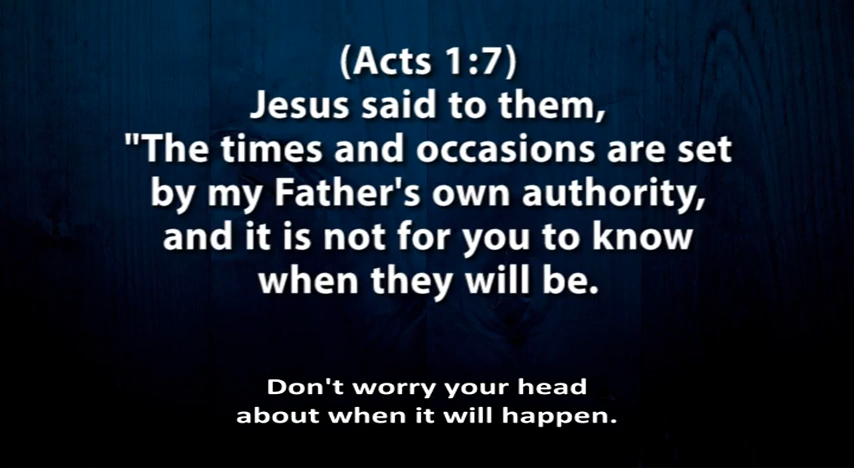 (Acts 1:7)
Jesus said to them,
"The times and occasions are set
by my Father's own authority,
and it is not for you to know
when they will be.
Don't worry your head
about when it will happen.